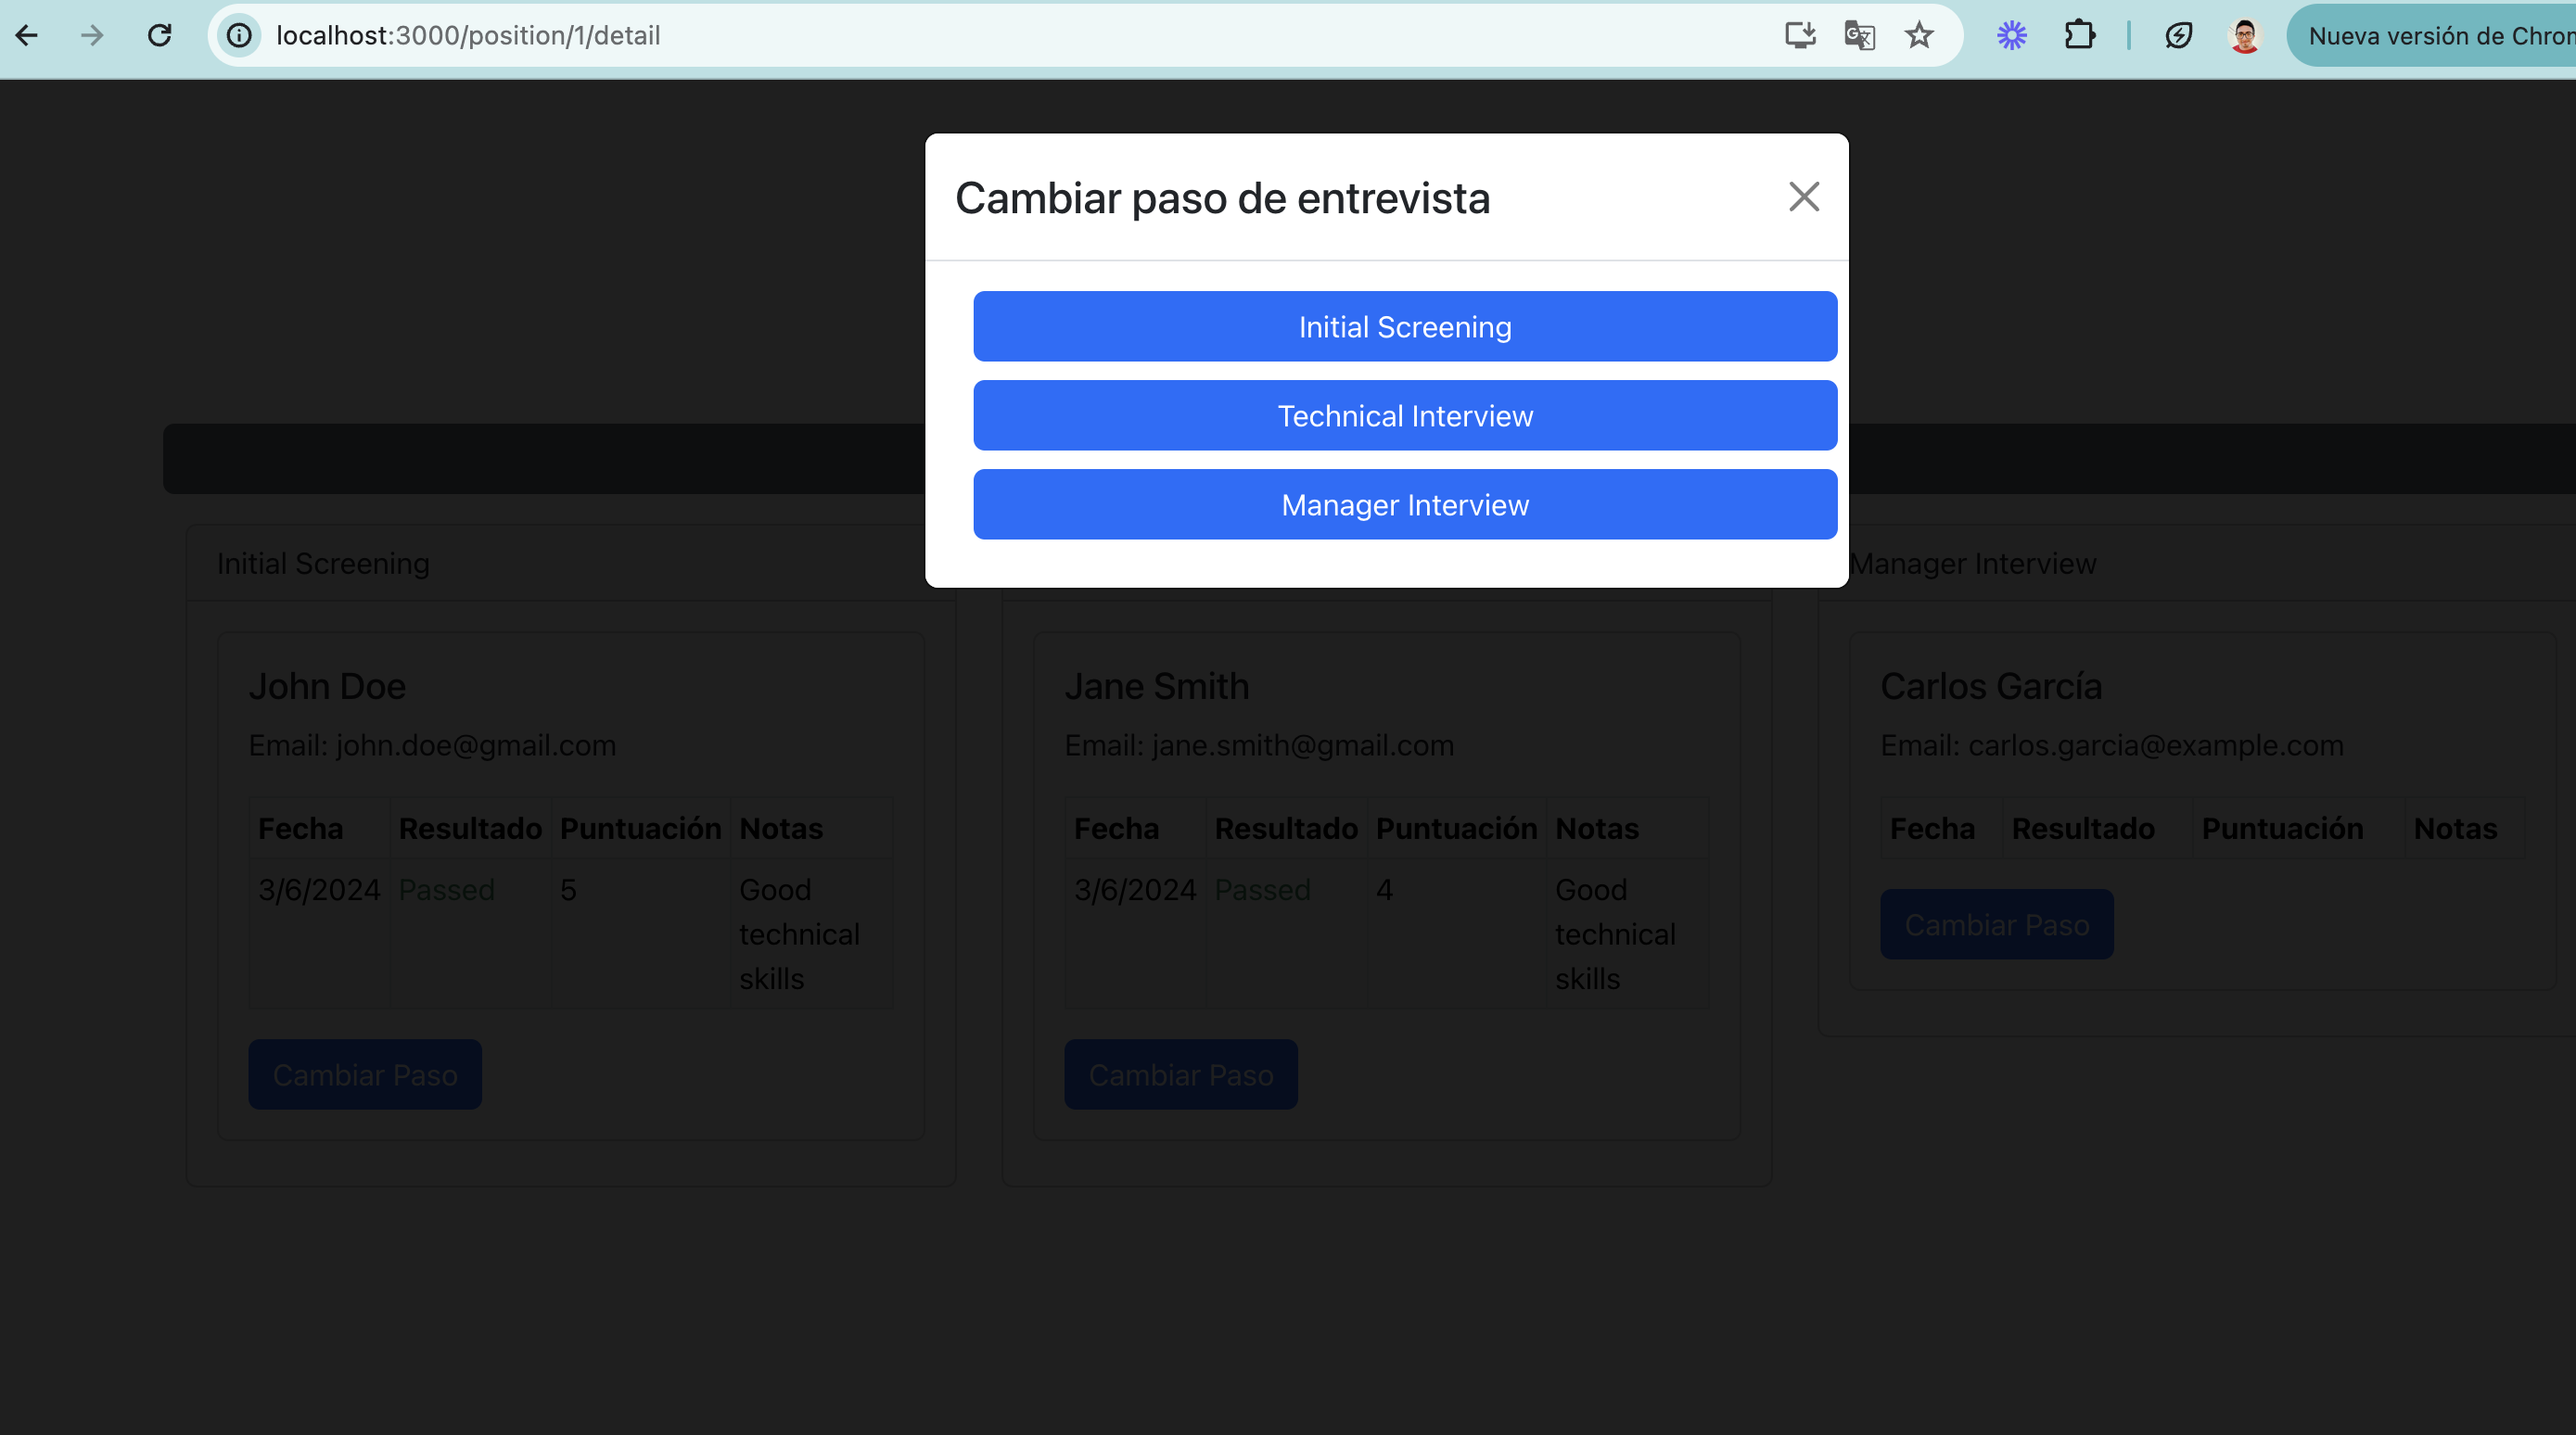 localhost:3000/position/1/detail
Nueva versión de Chrom
Cambiar paso de entrevista
Initial Screening
Technical Interview
Manager Interview
Initial Screening
Manager Interview
John Doe
Email: john.doe@gmail.com
Fecha Resultado Puntuación Notas
3/6/2024 Passed 5 Good
technical
skills
Cambiar Paso
Jane Smith
Email: jane.smith@gmail.com
Fecha Resultado Puntuación Notas
3/6/2024 Passed 4 Good
technical
skills
Cambiar Paso
Carlos García
Email: carlos.garcia@example.com
Fecha Resultado Puntuación Notas
Cambiar Paso